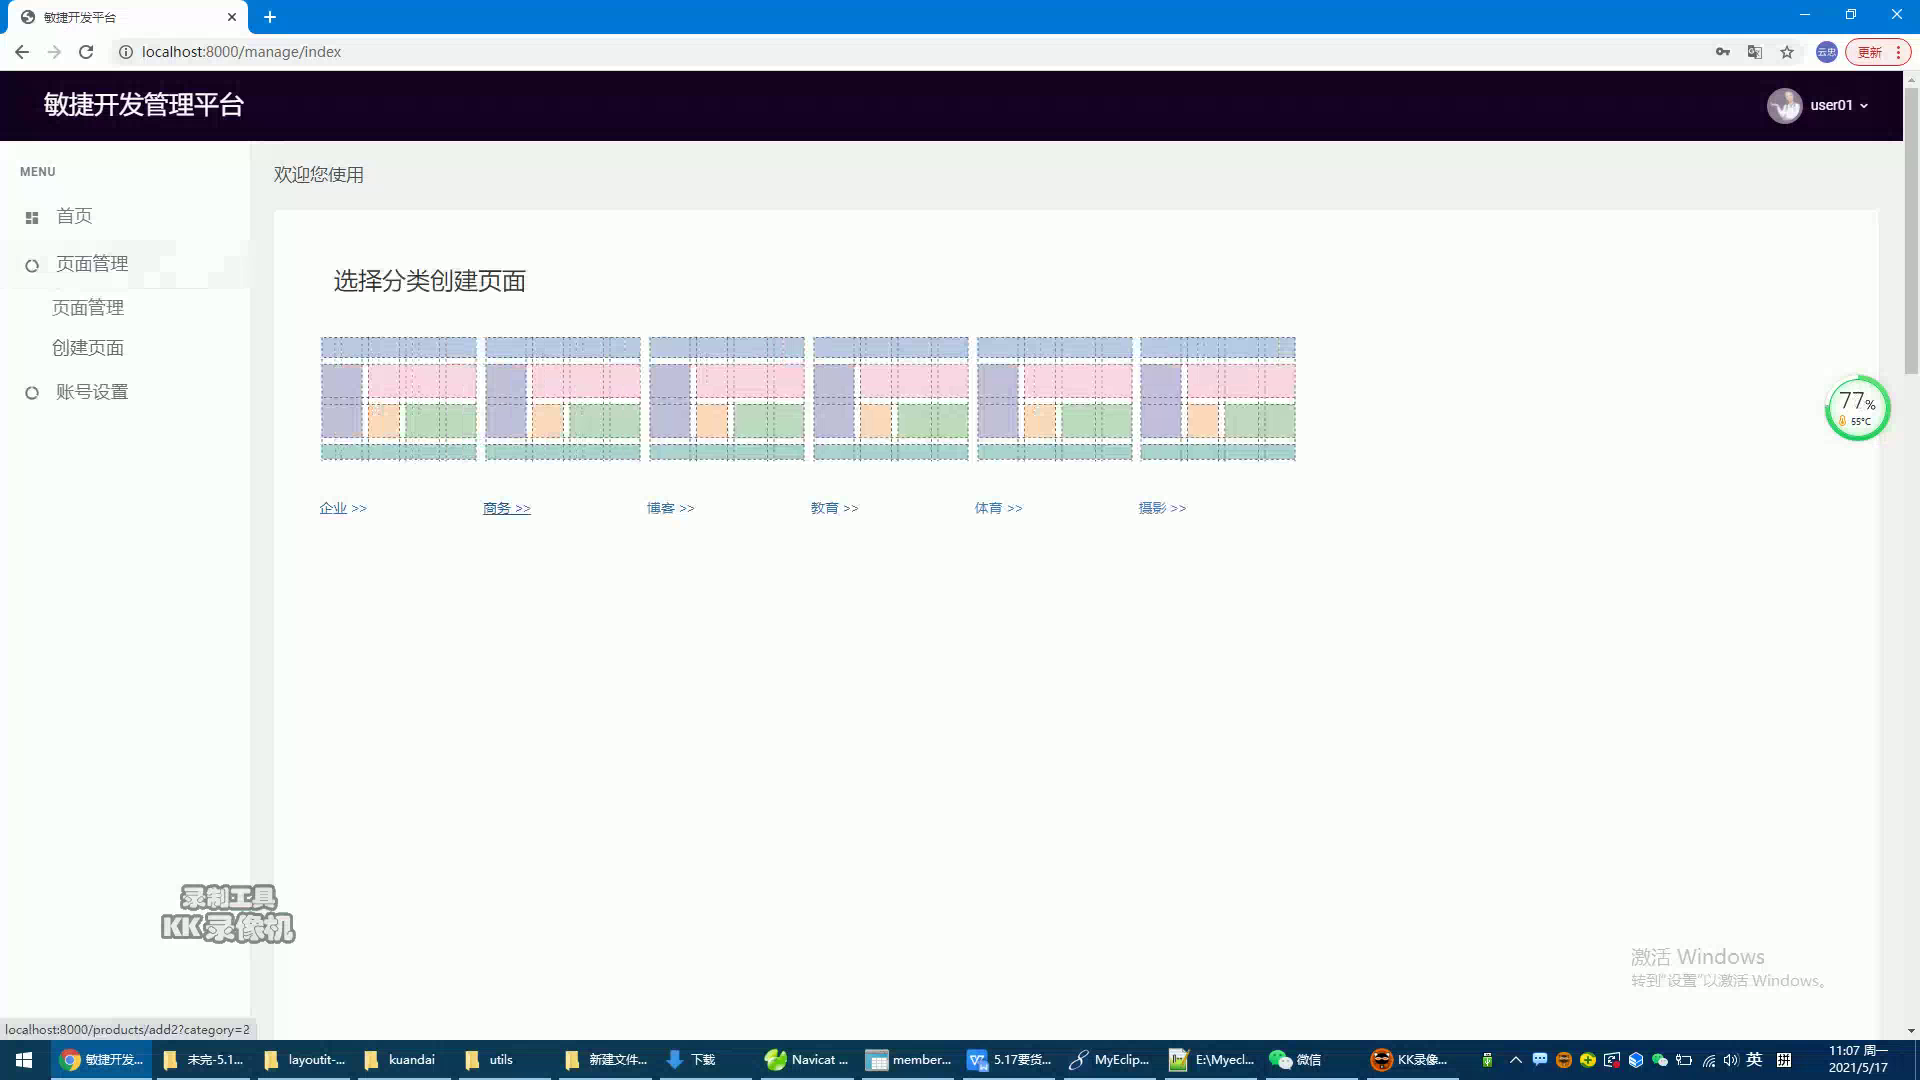 敏捷开发平台
localhost:8000/manage/index
云忠
更新
敏捷开发管理平台
user01
MENU
欢迎您使用
首页
页面管理
页面管理
创建页面
账号设置
选择分类创建页面
企业 >>
商务 >>
博客 >>
教育 >>
体育 >>
摄影 >>
77%
55°C
录制工具
KK录像机
激活 Windows
转到"设置"以激活 Windows。
localhost:8000/products/add2?category=2
敏捷开发...
未完-5.1...
layoutit-...
kuandai
utils
新建文件...
下载
Navicat ...
member...
5.17要货...
MyEclip...
E:\Myecl...
微信
KK录像...
英
拼
11:07 周一
2021/5/17